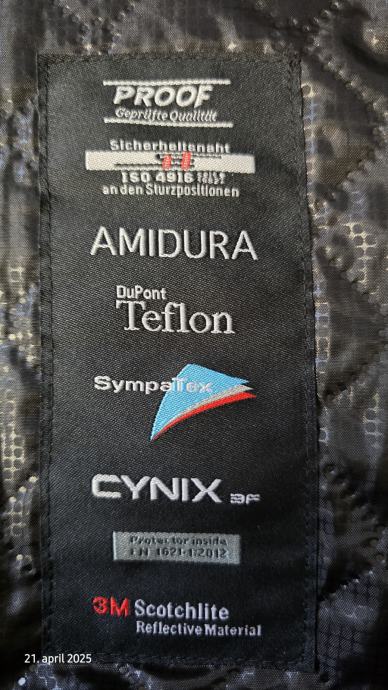 PROOF
Geprüfte Qualität
Sicherheitsnaht
ISO 4916
an den Sturzpositionen
AMIDURA
DuPont
Teflon
SympaTex
CYNIX
Protector inside
EN 1621-1:2012
3M Scotchlite
Reflective Material
21. april 2025